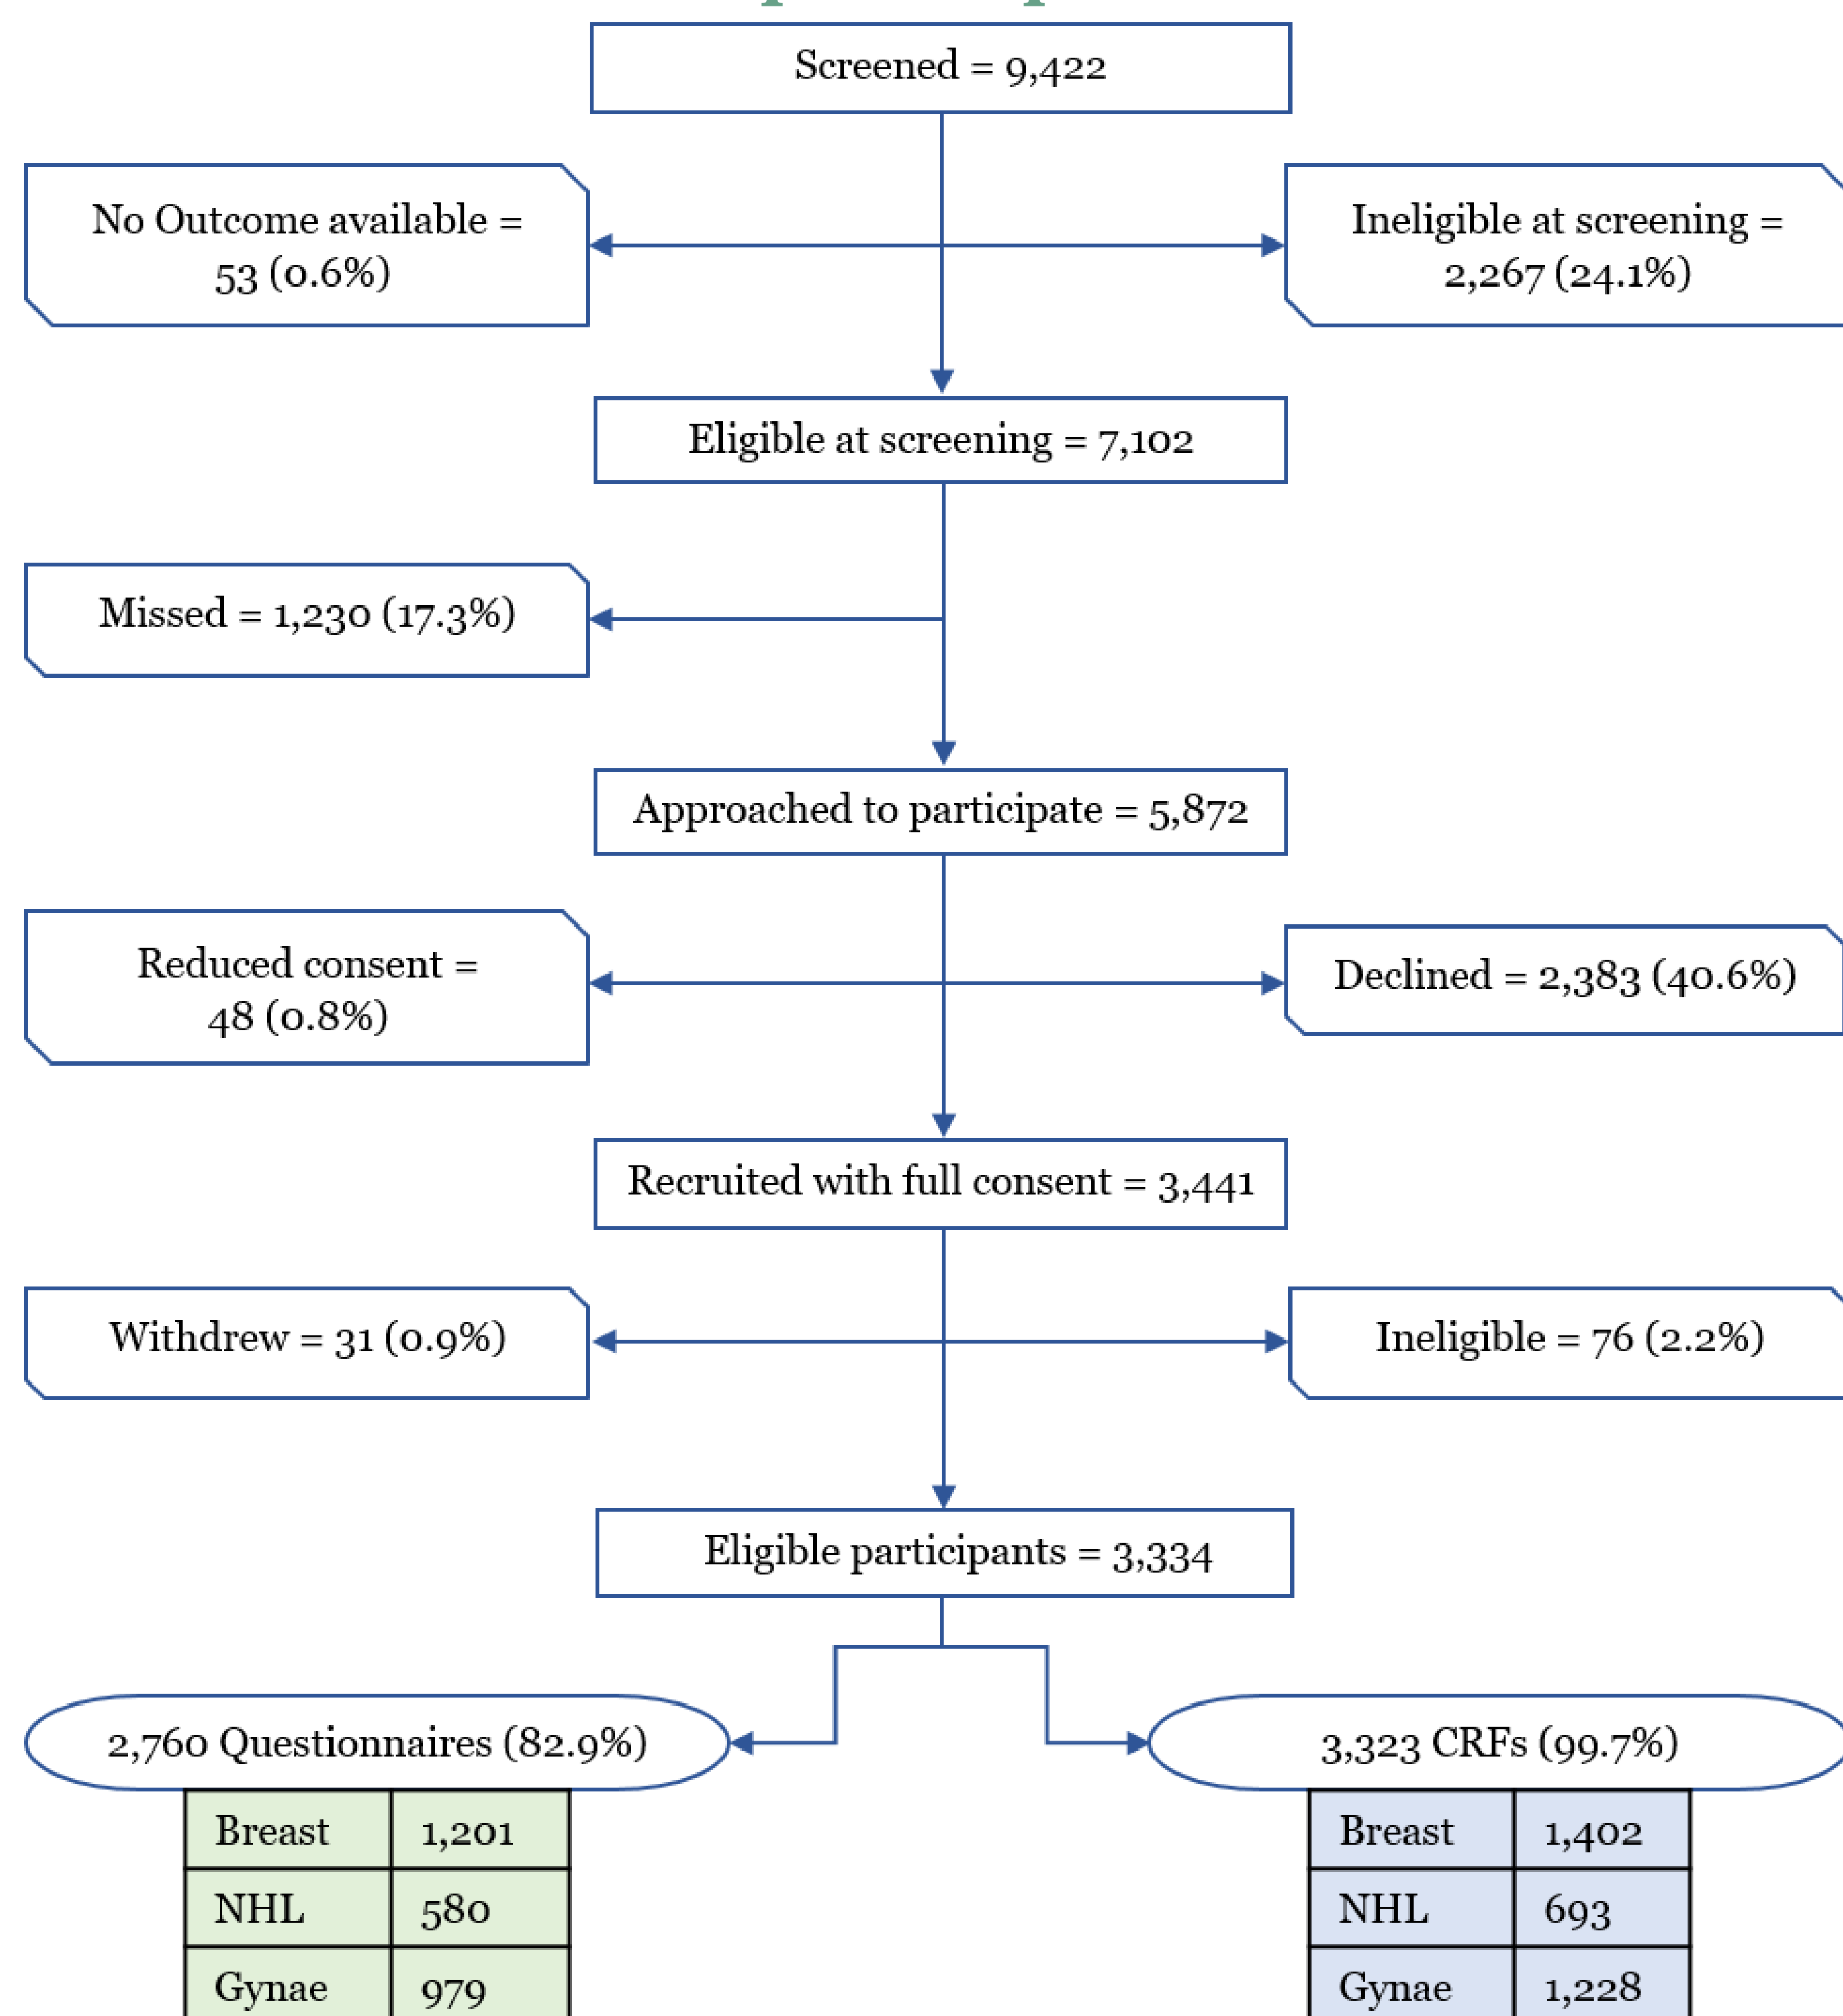 Screened = 9,422
No Outcome available =
53 (0.6%)
Ineligible at screening =
2,267 (24.1%)
Eligible at screening = 7,102
Missed = 1,230 (17.3%)
Approached to participate = 5,872
Reduced consent =
48 (0.8%)
Declined = 2,383 (40.6%)
Recruited with full consent = 3,441
Withdrew = 31 (0.9%)
Ineligible = 76 (2.2%)
Eligible participants = 3,334
2,760 Questionnaires (82.9%)
3,323 CRFs (99.7%)
Breast 1,201
NHL 580
Gynae 979
Breast 1,402
NHL 693
Gynae 1,228